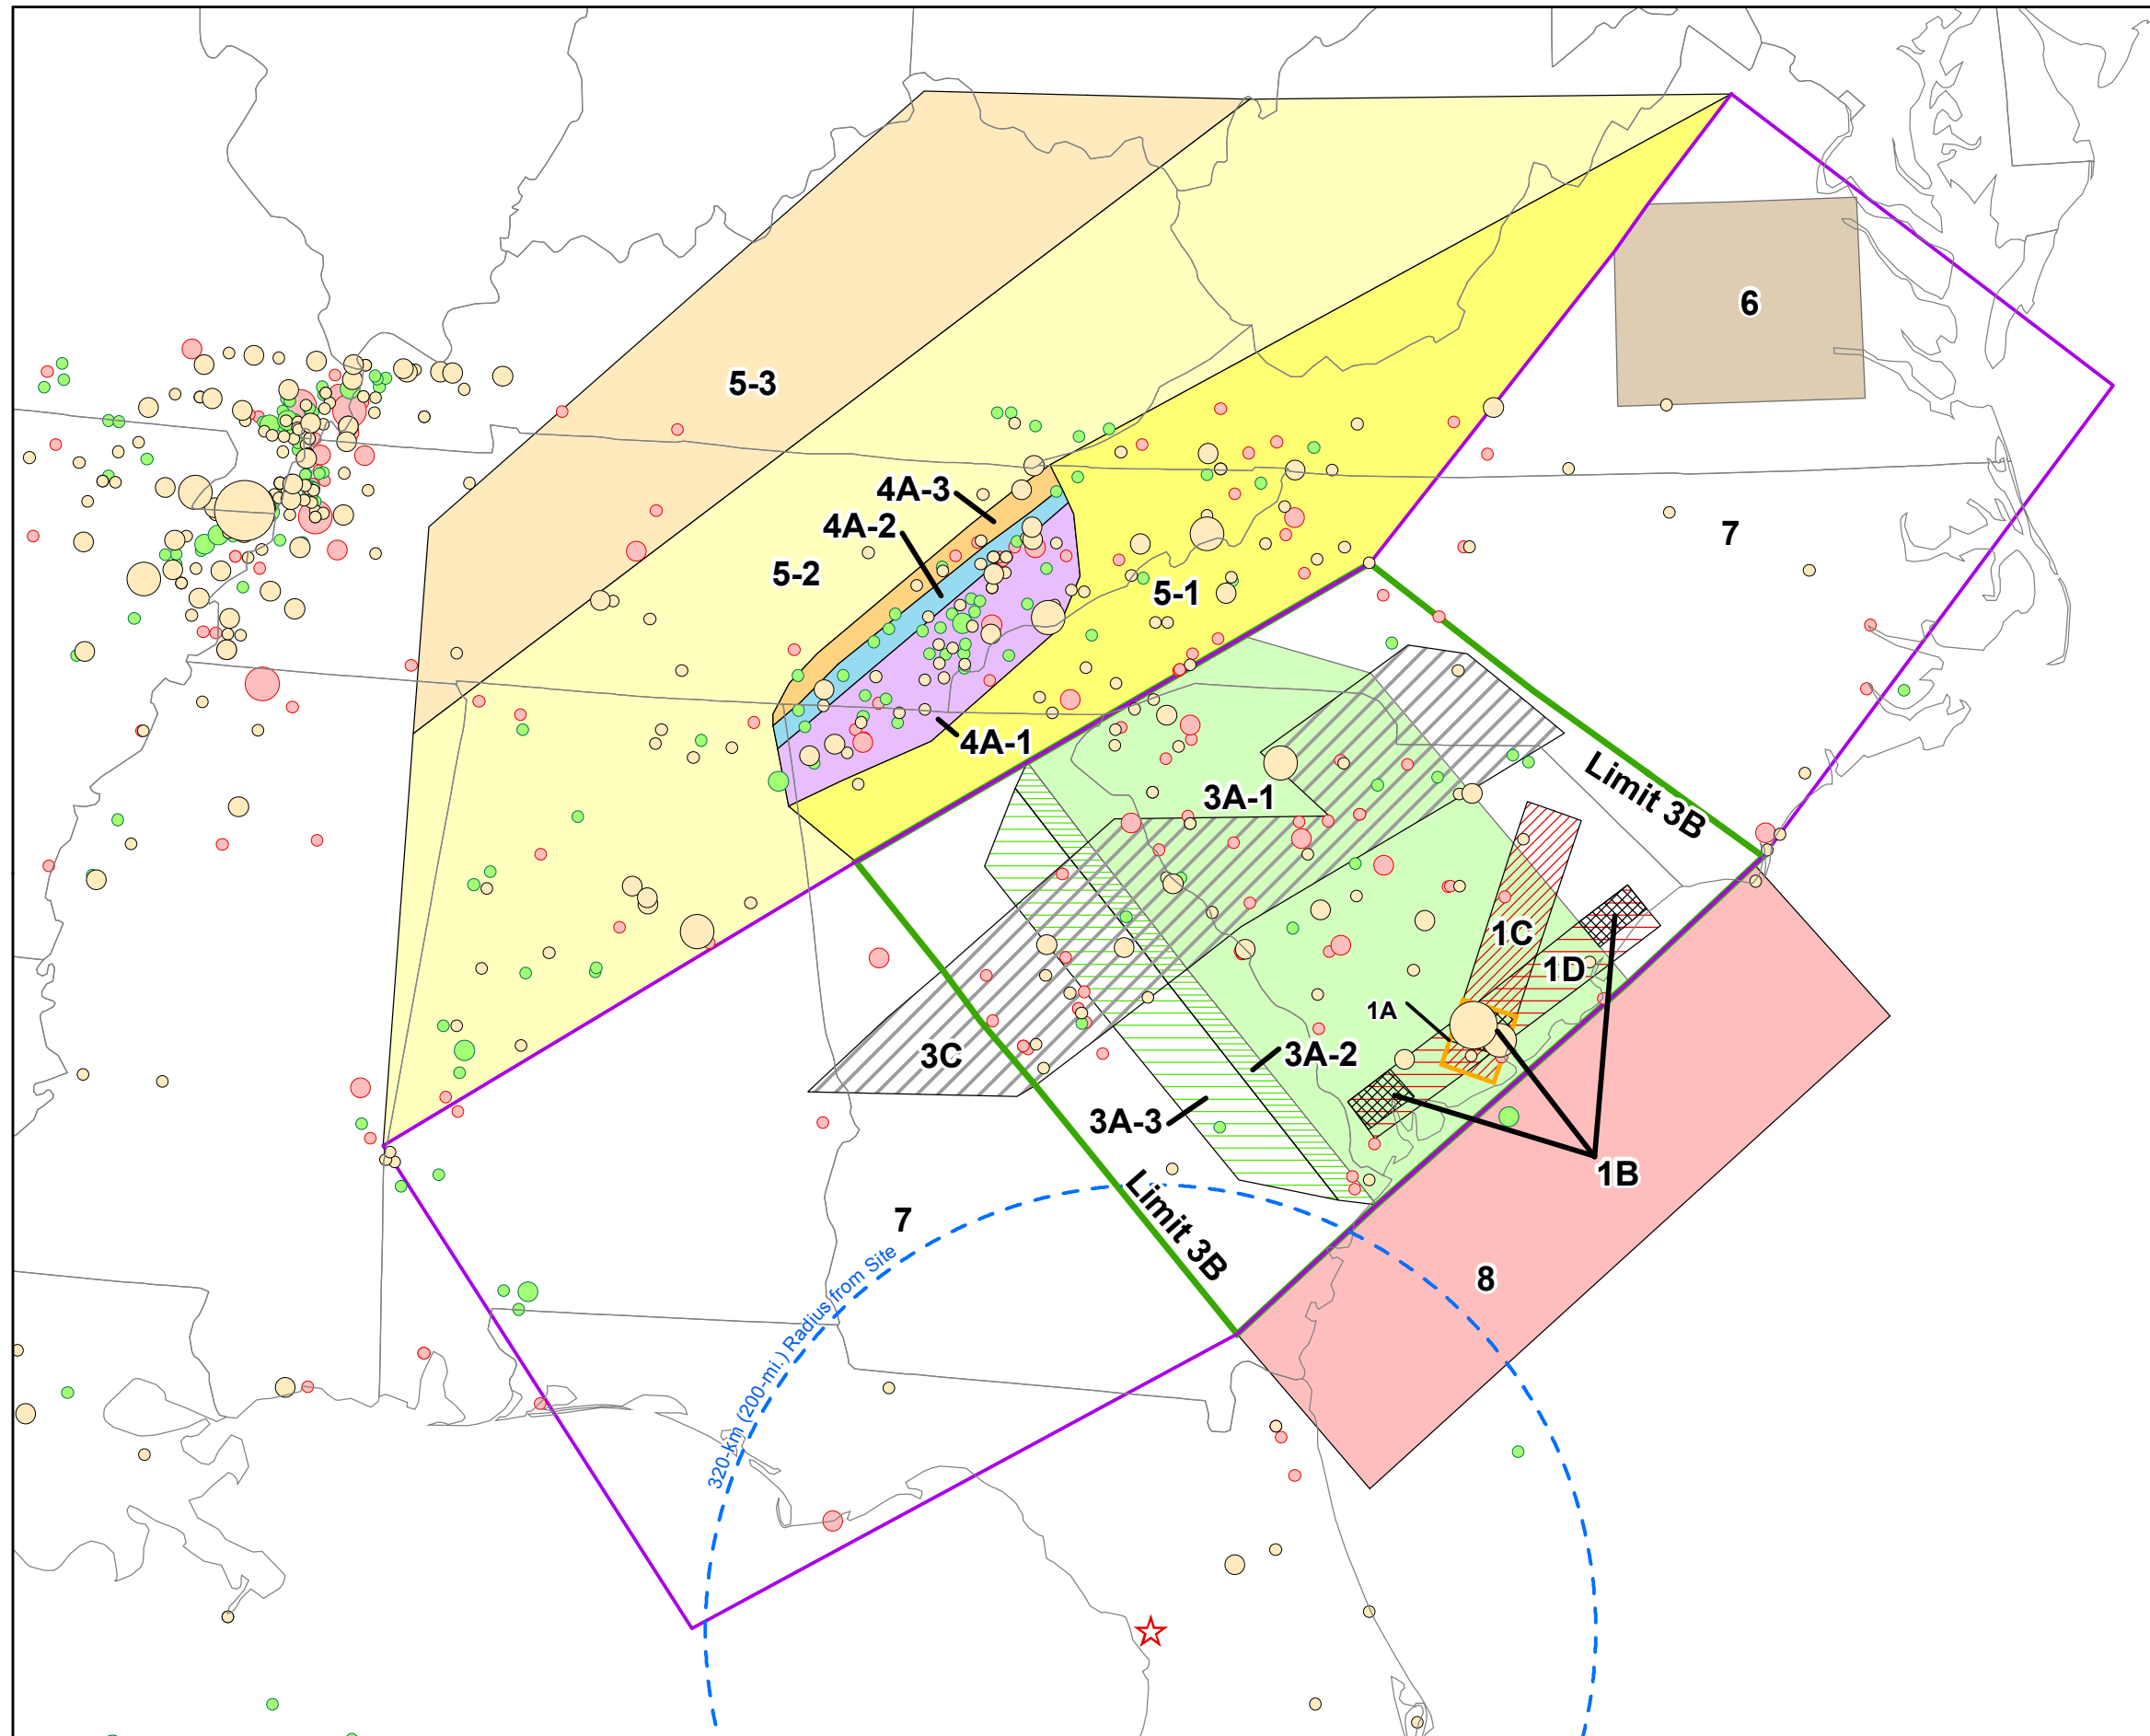 6
5-3
4A-3
4A-2
7
5-2
5-1
4A-1
3A-1
Limit 3B
1C
1D
1A
3C
3A-2
3A-3
1B
7
Limit 3B
8
320-km (200-mi.) Radius from Site